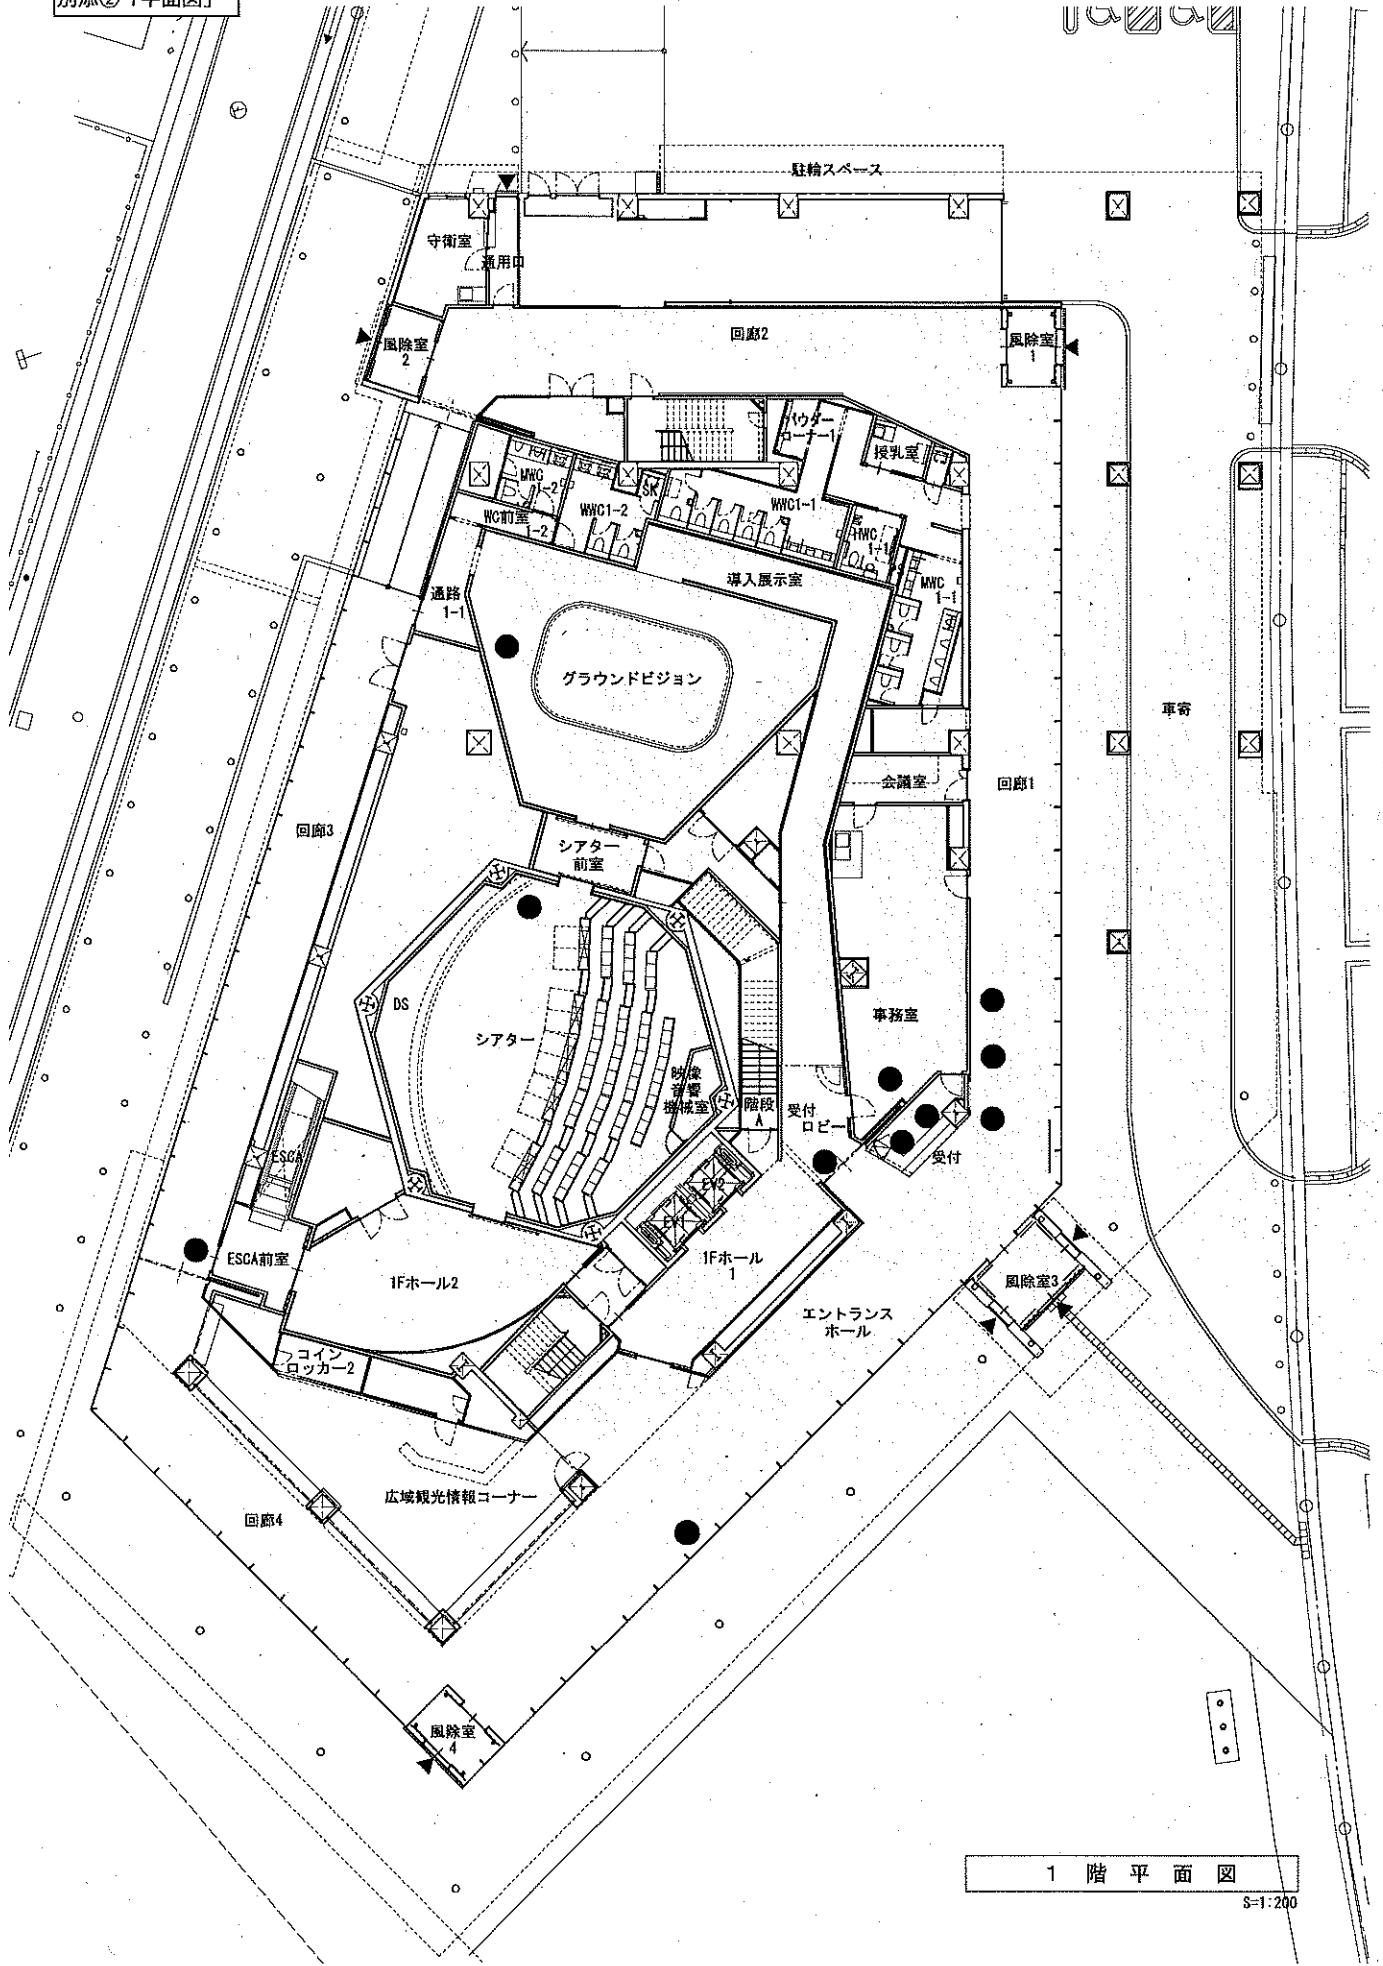 別添② 「平面図」
駐輪スペース
守衛室
通用口
回廊2
風除室
2
風除室
1
パウダー
コーナー1
授乳室
MWC
1-2
WWC1-2
SK
WWC1-1
WC前室
1-2
HWC
1-1
MWC
1-1
導入展示室
通路
1-1
グラウンドビジョン
車寄
会議室
回廊1
回廊3
シアター
前室
DS
シアター
事務室
映像
音響
機械室
階段
A
受付
ロビー
受付
ESCA
EV2
EV1
ESCA前室
1Fホール2
1Fホール
1
風除室3
エントランス
ホール
コイン
ロッカー2
広域観光情報コーナー
回廊4
風除室
4
1 階 平 面 図
S=1:200